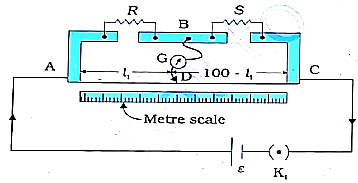 R B S
G
A l₁ D 100 - l₁ C
Metre scale
ε K₁